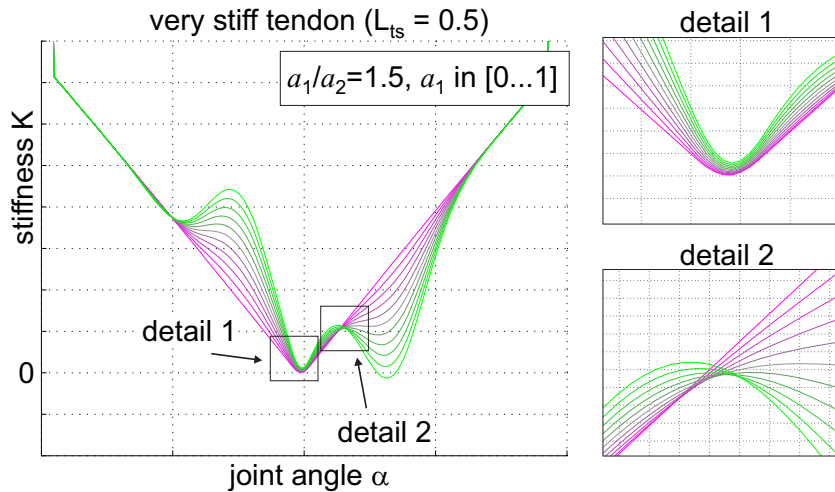 very stiff tendon (Lts = 0.5)
a1/a2=1.5, a1 in [0...1]
stiffness K
0
detail 1
detail 2
joint angle α
detail 1
detail 2